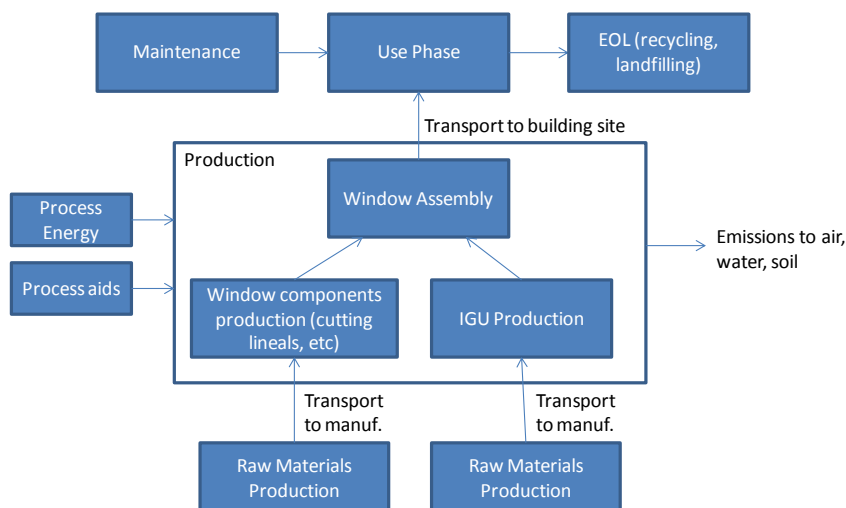 Maintenance
Use Phase
EOL (recycling,
landfilling)
Transport to building site
Production
Window Assembly
Process
Energy
Emissions to air,
water, soil
Process aids
Window components
production (cutting
lineals, etc)
IGU Production
Transport
to manuf.
Transport
to manuf.
Raw Materials
Production
Raw Materials
Production